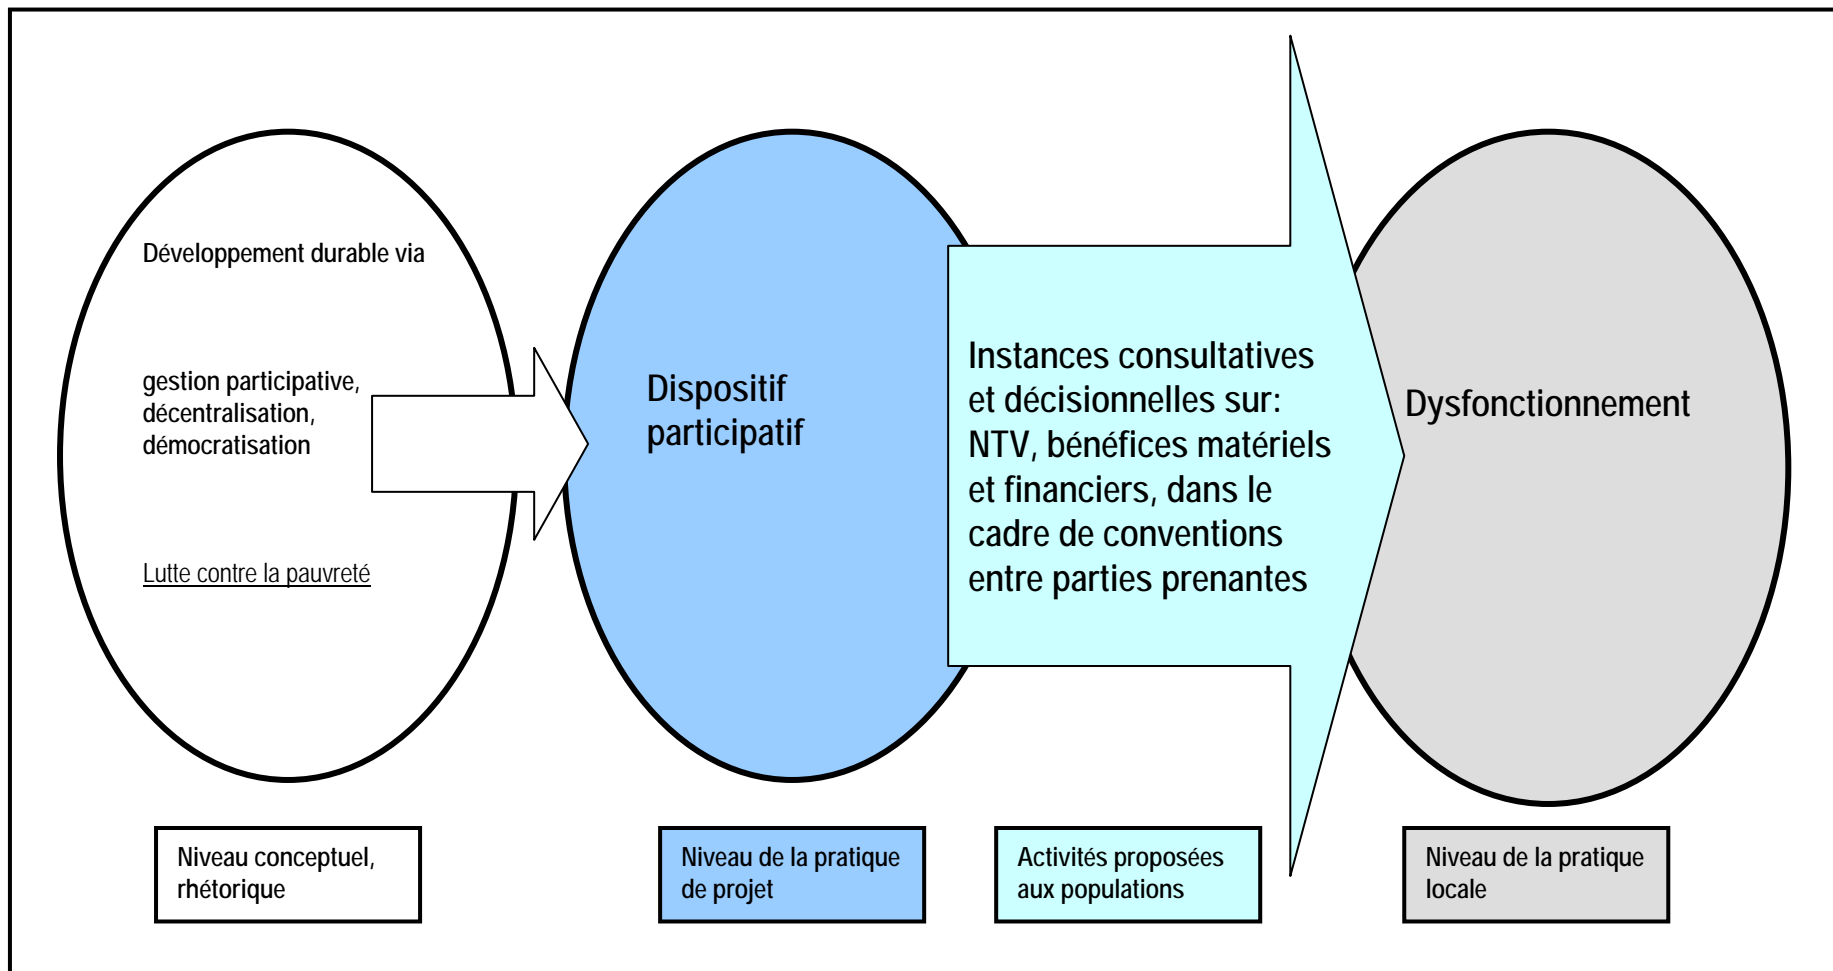 Développement durable via
gestion participative,
décentralisation,
démocratisation
Lutte contre la pauvreté
Dispositif
participatif
Instances consultatives
et décisionnelles sur:
NTV, bénéfices matériels
et financiers, dans le
cadre de conventions
entre parties prenantes
Dysfonctionnement
Niveau conceptuel,
rhétorique
Niveau de la pratique
de projet
Activités proposées
aux populations
Niveau de la pratique
locale